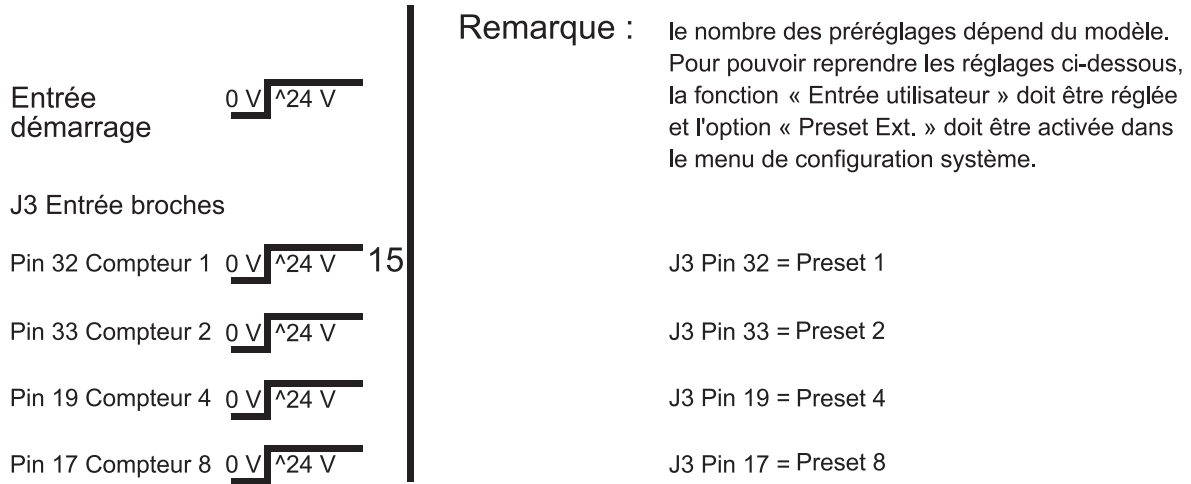 Remarque :
le nombre des préréglages dépend du modèle.
Pour pouvoir reprendre les réglages ci-dessous,
la fonction « Entrée utilisateur » doit être réglée
et l'option « Preset Ext. » doit être activée dans
le menu de configuration système.
Entrée
démarrage
0 V ^24 V
J3 Entrée broches
Pin 32 Compteur 1 0 V ^24 V 15
J3 Pin 32 = Preset 1
Pin 33 Compteur 2 0 V ^24 V
J3 Pin 33 = Preset 2
Pin 19 Compteur 4 0 V ^24 V
J3 Pin 19 = Preset 4
Pin 17 Compteur 8 0 V ^24 V
J3 Pin 17 = Preset 8